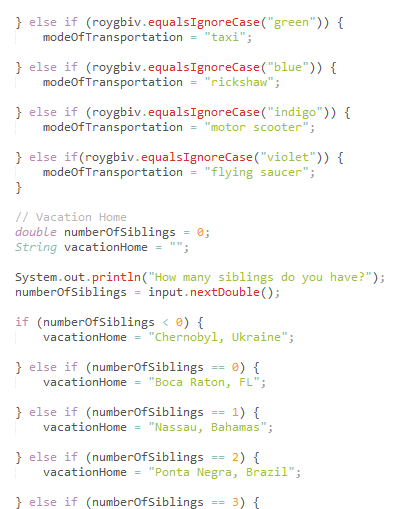 } else if (roygbiv.equalsIgnoreCase("green")) {
    modeOfTransportation = "taxi";

} else if (roygbiv.equalsIgnoreCase("blue")) {
    modeOfTransportation = "rickshaw";

} else if (roygbiv.equalsIgnoreCase("indigo")) {
    modeOfTransportation = "motor scooter";

} else if(roygbiv.equalsIgnoreCase("violet")) {
    modeOfTransportation = "flying saucer";
}

// Vacation Home
double numberOfSiblings = 0;
String vacationHome = "";

System.out.println("How many siblings do you have?");
numberOfSiblings = input.nextDouble();

if (numberOfSiblings < 0) {
    vacationHome = "Chernobyl, Ukraine";

} else if (numberOfSiblings == 0) {
    vacationHome = "Boca Raton, FL";

} else if (numberOfSiblings == 1) {
    vacationHome = "Nassau, Bahamas";

} else if (numberOfSiblings == 2) {
    vacationHome = "Ponta Negra, Brazil";

} else if (numberOfSiblings == 3) {